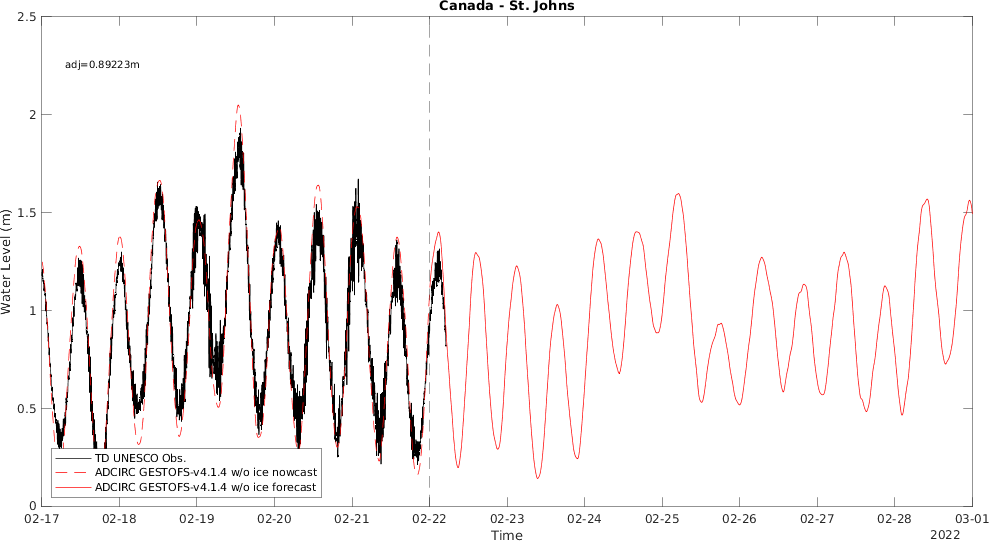 Canada - St. Johns
2.5
adj=0.89223m
2
1.5
Water Level (m)
1
0.5
TD UNESCO Obs.
ADCIRC GESTOFS-v4.1.4 w/o ice nowcast
ADCIRC GESTOFS-v4.1.4 w/o ice forecast
0
02-17 02-18 02-19 02-20 02-21 02-22 02-23 02-24 02-25 02-26 02-27 02-28 03-01
Time
2022